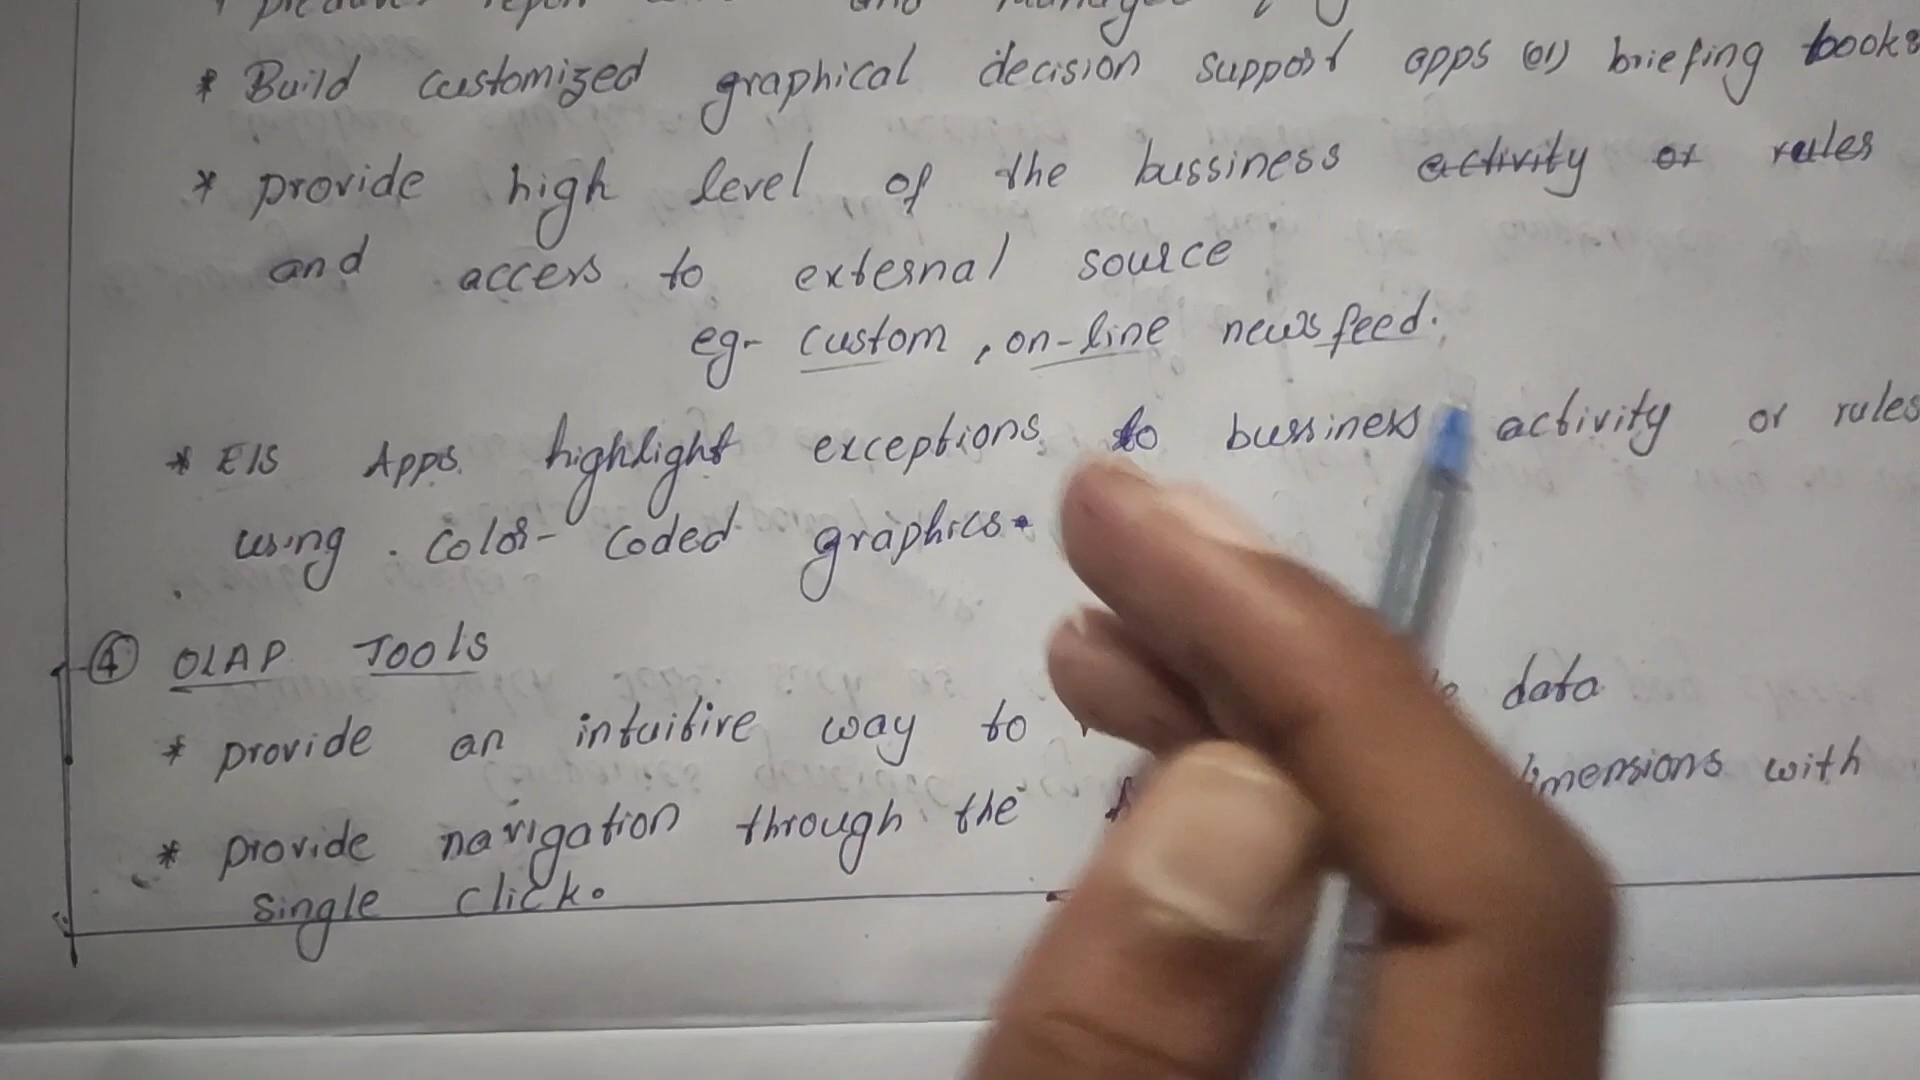 and
* Build customized graphical decision support apps (or) briefing books
* provide high level of the bussiness activity or rules
and access to external source
eg- custom, on-line news feed.
* EIS Apps highlight exceptions to bussiness activity or rules
using color-coded graphics.
④ OLAP Tools
* provide an intuitive way to data
* provide navigation through the dimensions with
single click.